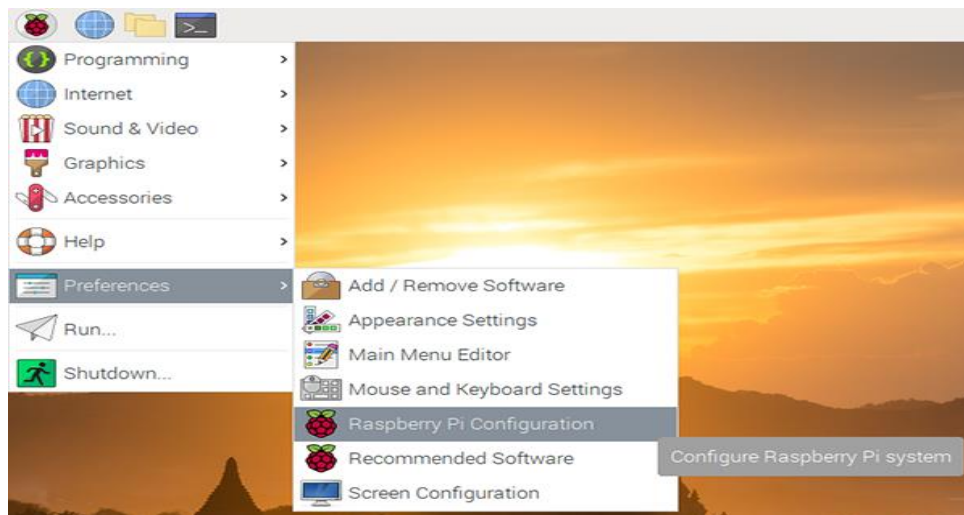 Programming
Internet
Sound & Video
Graphics
Accessories
Help
Preferences
Run...
Shutdown...
Add / Remove Software
Appearance Settings
Main Menu Editor
Mouse and Keyboard Settings
Raspberry Pi Configuration
Recommended Software
Screen Configuration
Configure Raspberry Pi system